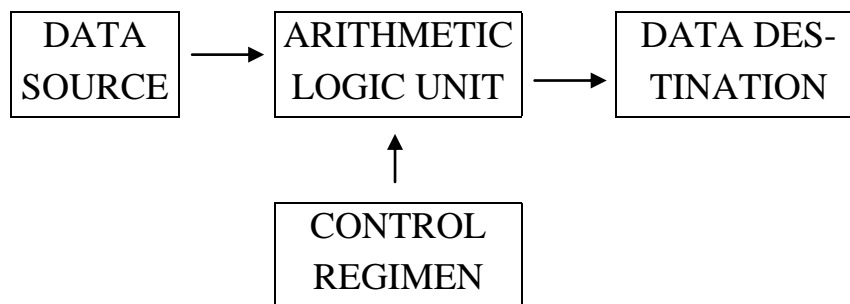 DATA
SOURCE
ARITHMETIC
LOGIC UNIT
DATA DES-
TINATION
CONTROL
REGIMEN